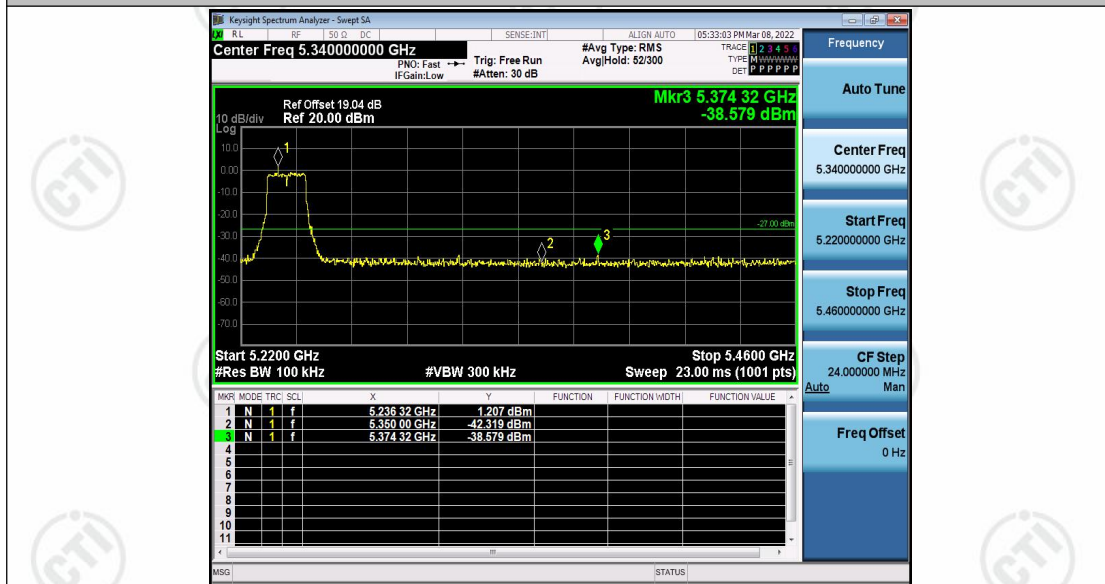 Keysight Spectrum Analyzer - Swept SA
RL RF 50 Ω DC SENSE:INT ALIGN AUTO 05:33:03 PM Mar 08, 2022
Center Freq 5.340000000 GHz
PNO: Fast
IFGain:Low
Trig: Free Run
#Atten: 30 dB
#Avg Type: RMS
Avg|Hold: 52/300
TRACE 1 2 3 4 5 6
TYPE M W W W W W
DET P P P P P P
Mkr3 5.374 32 GHz
-38.579 dBm
Ref Offset 19.04 dB
10 dB/div Ref 20.00 dBm
Log
10.0
0.00
-10.0
-20.0
-30.0
-40.0
-50.0
-60.0
-70.0
1
2
3
-27.00 dBm
Start 5.2200 GHz Stop 5.4600 GHz
#Res BW 100 kHz #VBW 300 kHz Sweep 23.00 ms (1001 pts)
MKR MODE TRC SCL X Y FUNCTION FUNCTION WIDTH FUNCTION VALUE
1 N 1 f 5.236 32 GHz 1.207 dBm
2 N 1 f 5.350 00 GHz -42.319 dBm
3 N 1 f 5.374 32 GHz -38.579 dBm
4
5
6
7
8
9
10
11
MSG STATUS
Frequency
Auto Tune
Center Freq
5.340000000 GHz
Start Freq
5.220000000 GHz
Stop Freq
5.460000000 GHz
CF Step
24.000000 MHz
Auto Man
Freq Offset
0 Hz
CTI
CTI
CTI
CTI